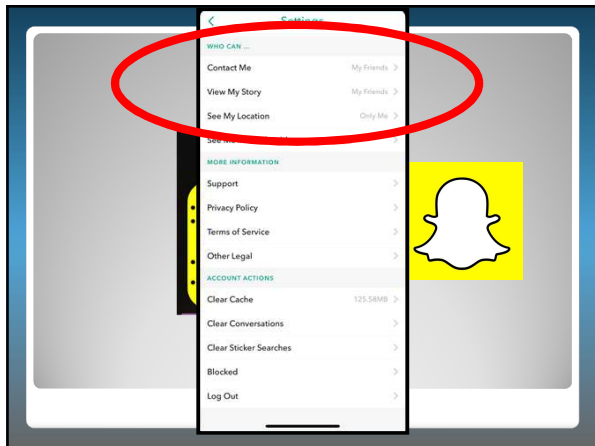 Settings
WHO CAN ...
Contact Me My Friends
View My Story My Friends
See My Location Only Me
See Me
MORE INFORMATION
Support
Privacy Policy
Terms of Service
Other Legal
ACCOUNT ACTIONS
Clear Cache 125.58MB
Clear Conversations
Clear Sticker Searches
Blocked
Log Out